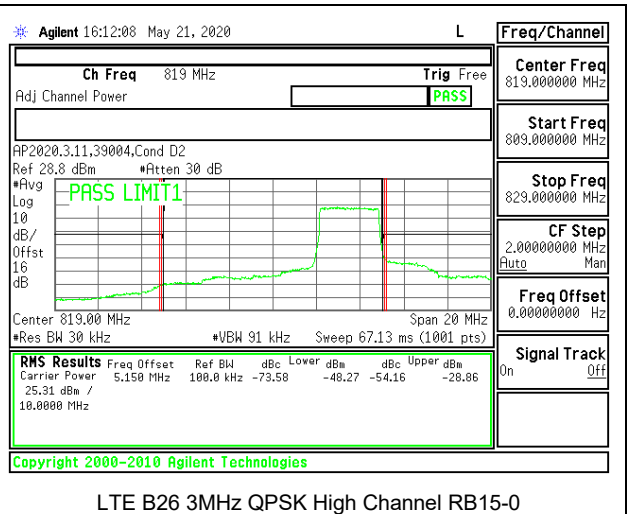 Agilent 16:12:08 May 21, 2020 L
Freq/Channel
Ch Freq 819 MHz Trig Free
Adj Channel Power PASS
AP2020.3.11,39004,Cond D2
Ref 28.8 dBm #Atten 30 dB
#Avg
Log
10
dB/
Offst
16
dB
PASS LIMIT1
Center 819.00 MHz Span 20 MHz
#Res BW 30 kHz #VBW 91 kHz Sweep 67.13 ms (1001 pts)
RMS Results Freq Offset Ref BW dBc Lower dBm dBc Upper dBm
Carrier Power 5.150 MHz 100.0 kHz -73.58 -48.27 -54.16 -28.86
25.31 dBm /
10.0000 MHz
Center Freq
819.000000 MHz
Start Freq
809.000000 MHz
Stop Freq
829.000000 MHz
CF Step
2.00000000 MHz
Auto Man
Freq Offset
0.00000000 Hz
Signal Track
On Off
Copyright 2000-2010 Agilent Technologies
LTE B26 3MHz QPSK High Channel RB15-0